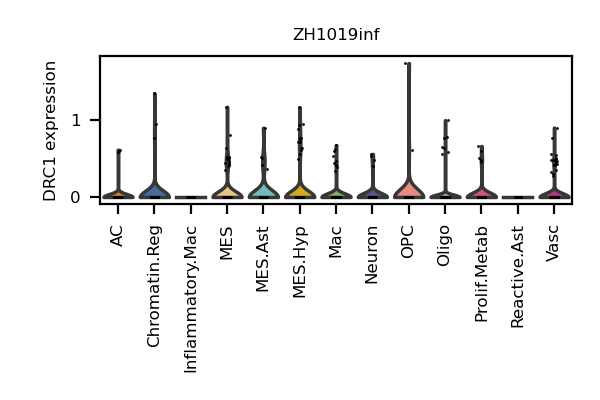 ZH1019inf
DRC1 expression
1
0
AC
Chromatin.Reg
Inflammatory.Mac
MES
MES.Ast
MES.Hyp
Mac
Neuron
OPC
Oligo
Prolif.Metab
Reactive.Ast
Vasc